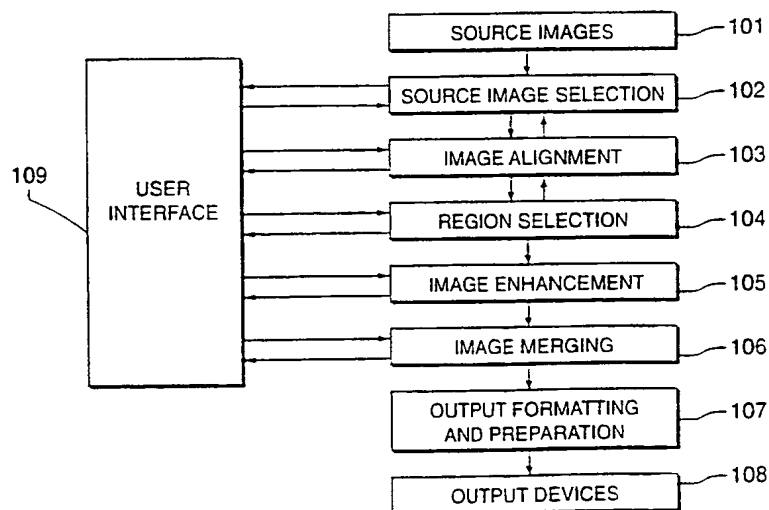 SOURCE IMAGES
101
SOURCE IMAGE SELECTION
102
IMAGE ALIGNMENT
103
109
USER
INTERFACE
REGION SELECTION
104
IMAGE ENHANCEMENT
105
IMAGE MERGING
106
OUTPUT FORMATTING
AND PREPARATION
107
OUTPUT DEVICES
108